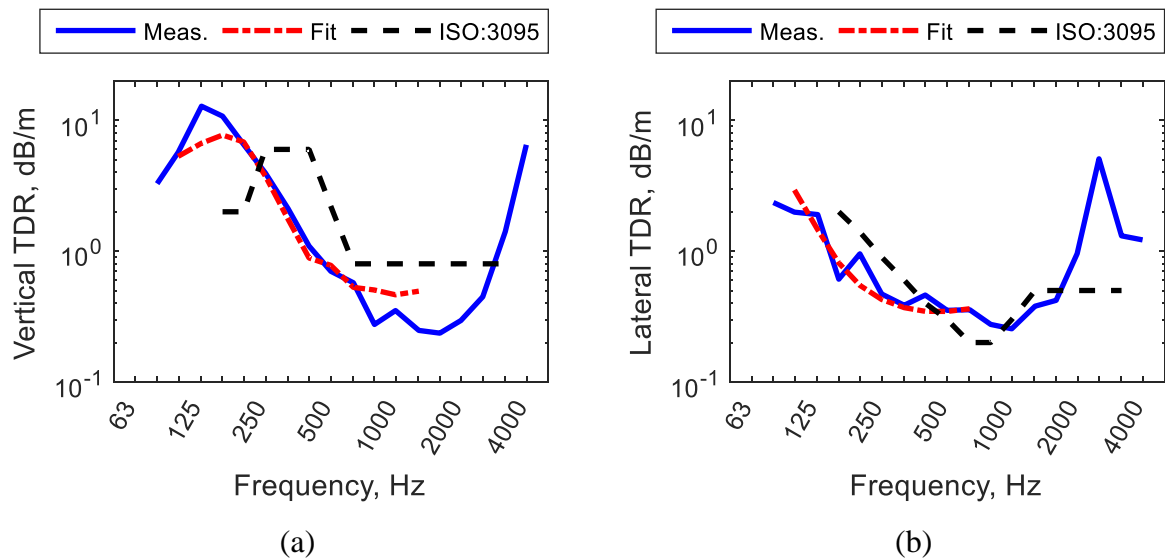 Meas. Fit ISO:3095
Vertical TDR, dB/m
10^1
10^0
10^-1
63 125 250 500 1000 2000 4000
Frequency, Hz
(a)
Meas. Fit ISO:3095
Lateral TDR, dB/m
10^1
10^0
10^-1
63 125 250 500 1000 2000 4000
Frequency, Hz
(b)